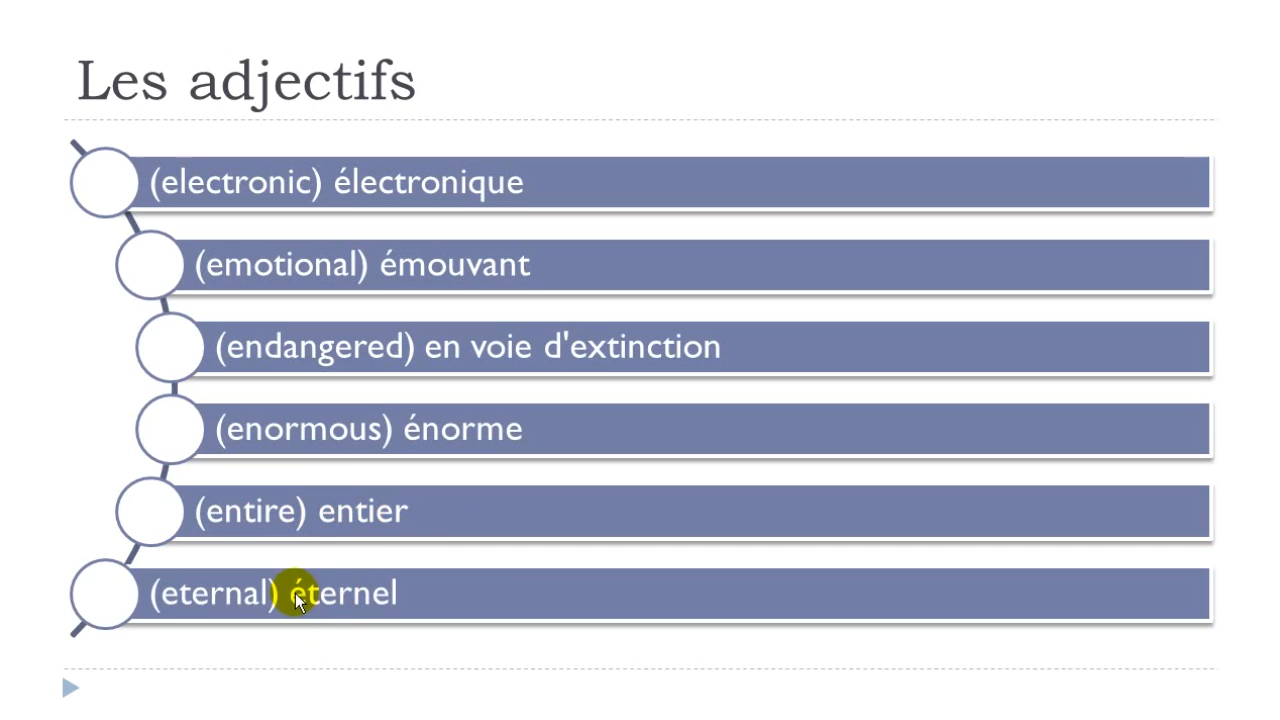 Les adjectifs
(electronic) électronique
(emotional) émouvant
(endangered) en voie d'extinction
(enormous) énorme
(entire) entier
(eternal) éternel